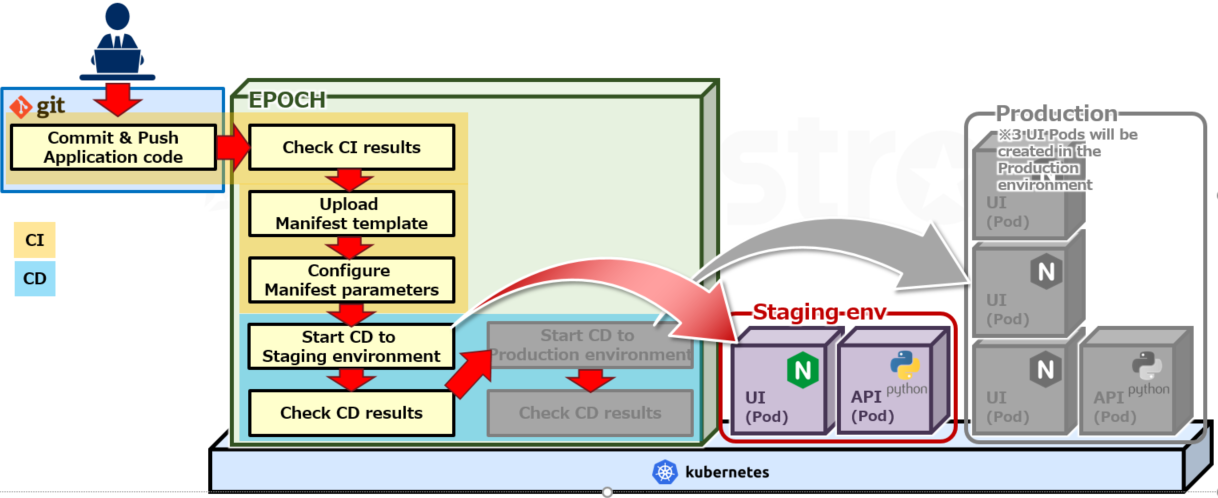 git
Commit & Push
Application code
EPOCH
Check CI results
Upload
Manifest template
Configure
Manifest parameters
Start CD to
Staging environment
Check CD results
Start CD to
Production environment
Check CD results
CI
CD
Staging env
N
UI
(Pod)
python
API
(Pod)
Production
※3 UI Pods will be
created in the
Production
environment
UI
(Pod)
N
UI
(Pod)
N
UI
(Pod)
python
API
(Pod)
kubernetes